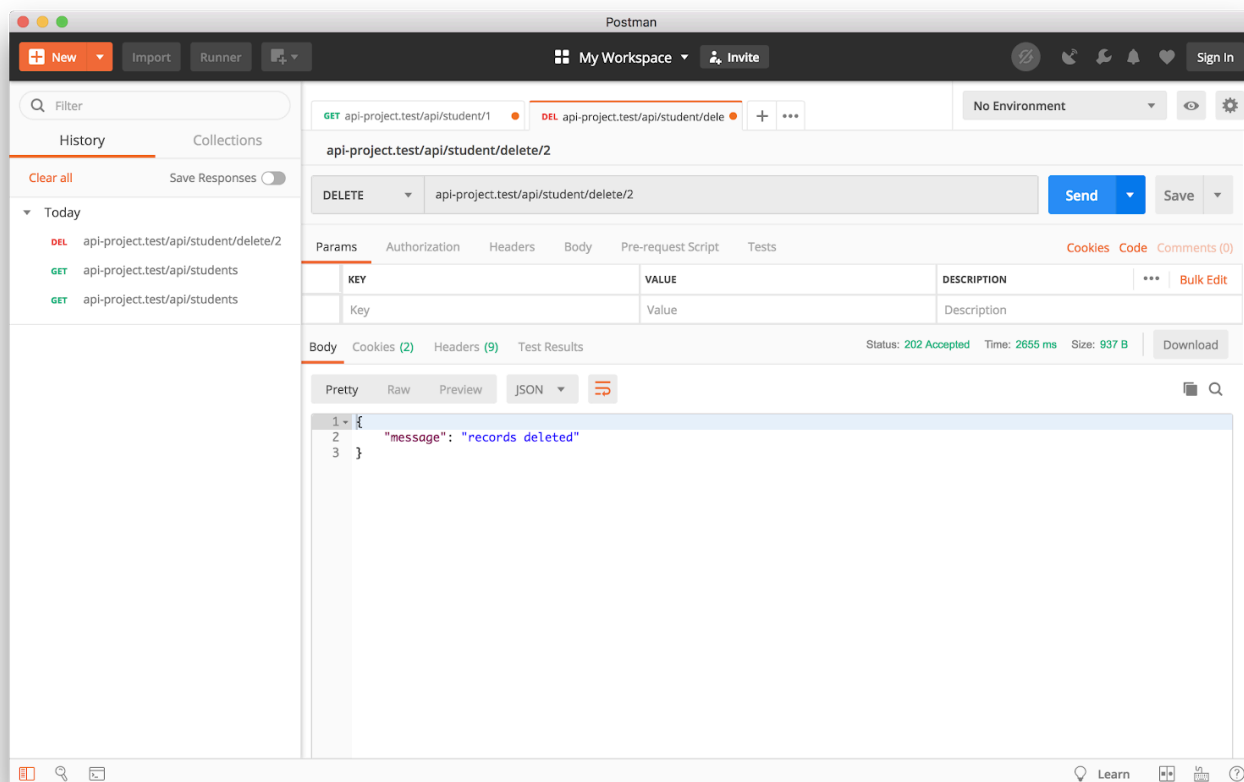 Postman
New Import Runner My Workspace Invite Sign In
Filter
History Collections
Clear all Save Responses
Today
DEL api-project.test/api/student/delete/2
GET api-project.test/api/students
GET api-project.test/api/students
GET api-project.test/api/student/1 DEL api-project.test/api/student/dele + ••• No Environment
api-project.test/api/student/delete/2
DELETE api-project.test/api/student/delete/2 Send Save
Params Authorization Headers Body Pre-request Script Tests Cookies Code Comments (0)
KEY VALUE DESCRIPTION ••• Bulk Edit
Key Value Description
Body Cookies (2) Headers (9) Test Results Status: 202 Accepted Time: 2655 ms Size: 937 B Download
Pretty Raw Preview JSON
1 {
2 "message": "records deleted"
3 }
Learn